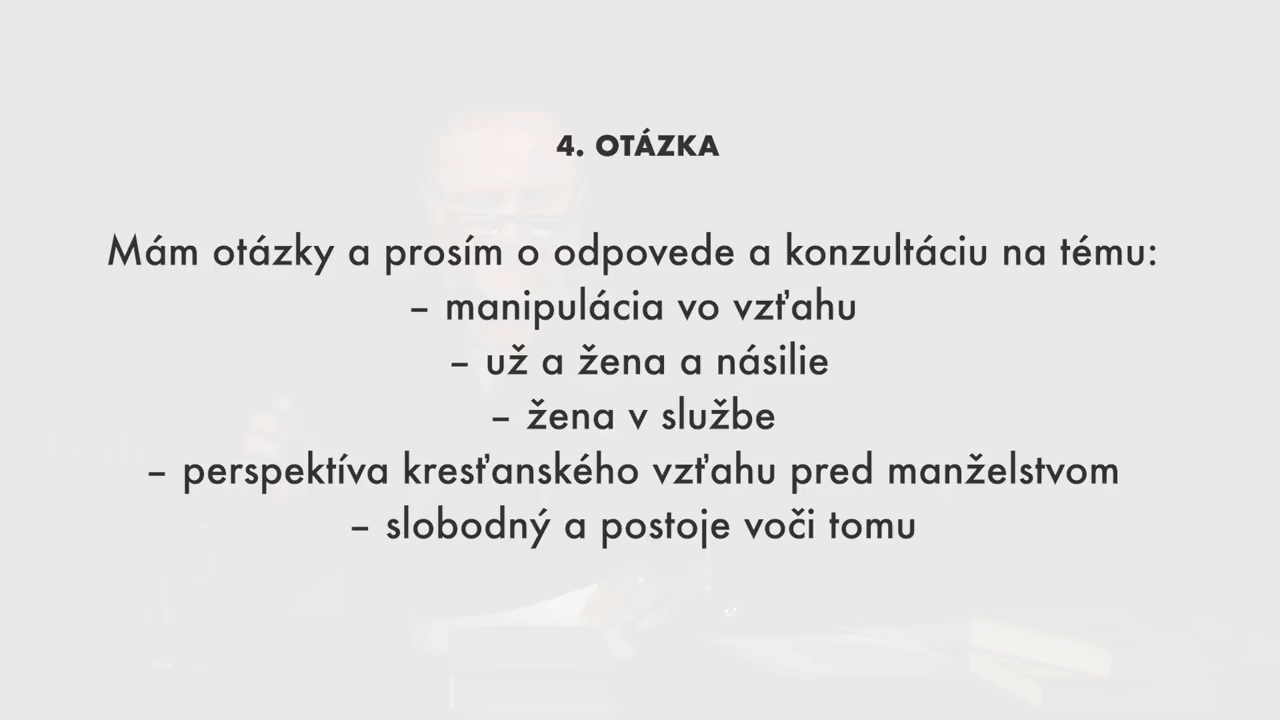 4. OTÁZKA
Mám otázky a prosím o odpovede a konzultáciu na tému:
– manipulácia vo vzťahu
– už a žena a násilie
– žena v službe
– perspektíva kresťanského vzťahu pred manželstvom
– slobodný a postoje voči tomu